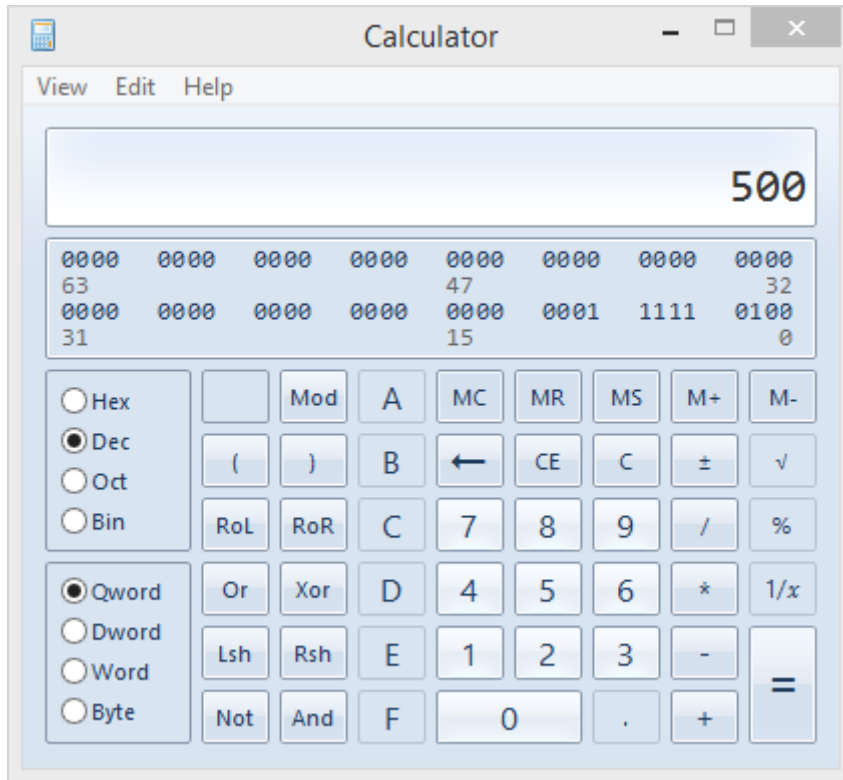 Calculator
View Edit Help
500
0000 0000 0000 0000 0000 0000 0000 0000
63 47 32
0000 0000 0000 0000 0000 0001 1111 0100
31 15 0
Hex Mod A MC MR MS M+ M-
Dec ( ) B ← CE C ± √
Oct
Bin RoL RoR C 7 8 9 / %
Qword Or Xor D 4 5 6 * 1/x
Dword Lsh Rsh E 1 2 3 - =
Word
Byte Not And F 0 . +